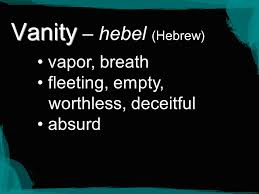 Vanity – hebel (Hebrew)
• vapor, breath
• fleeting, empty,
worthless, deceitful
• absurd